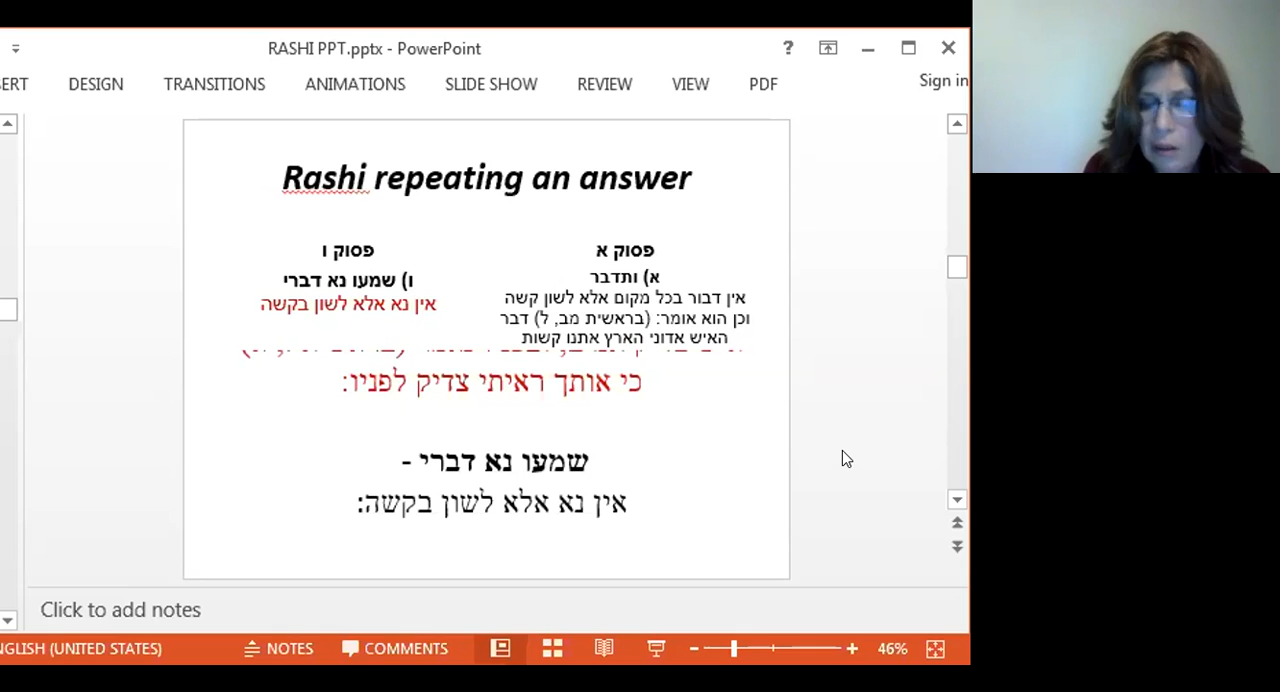 RASHI PPT.pptx - PowerPoint
?
ERT DESIGN TRANSITIONS ANIMATIONS SLIDE SHOW REVIEW VIEW PDF Sign in
Rashi repeating an answer
פסוק א
א) ותדבר
אין דבור בכל מקום אלא לשון קשה
וכן הוא אומר: (בראשית מב, ל) דבר
האיש אדוני הארץ אתנו קשות
פסוק ו
ו) שמעו נא דברי
אין נא אלא לשון בקשה
כי אותך ראיתי צדיק לפניו:
שמעו נא דברי -
אין נא אלא לשון בקשה:
Click to add notes
NGLISH (UNITED STATES) NOTES COMMENTS 46%